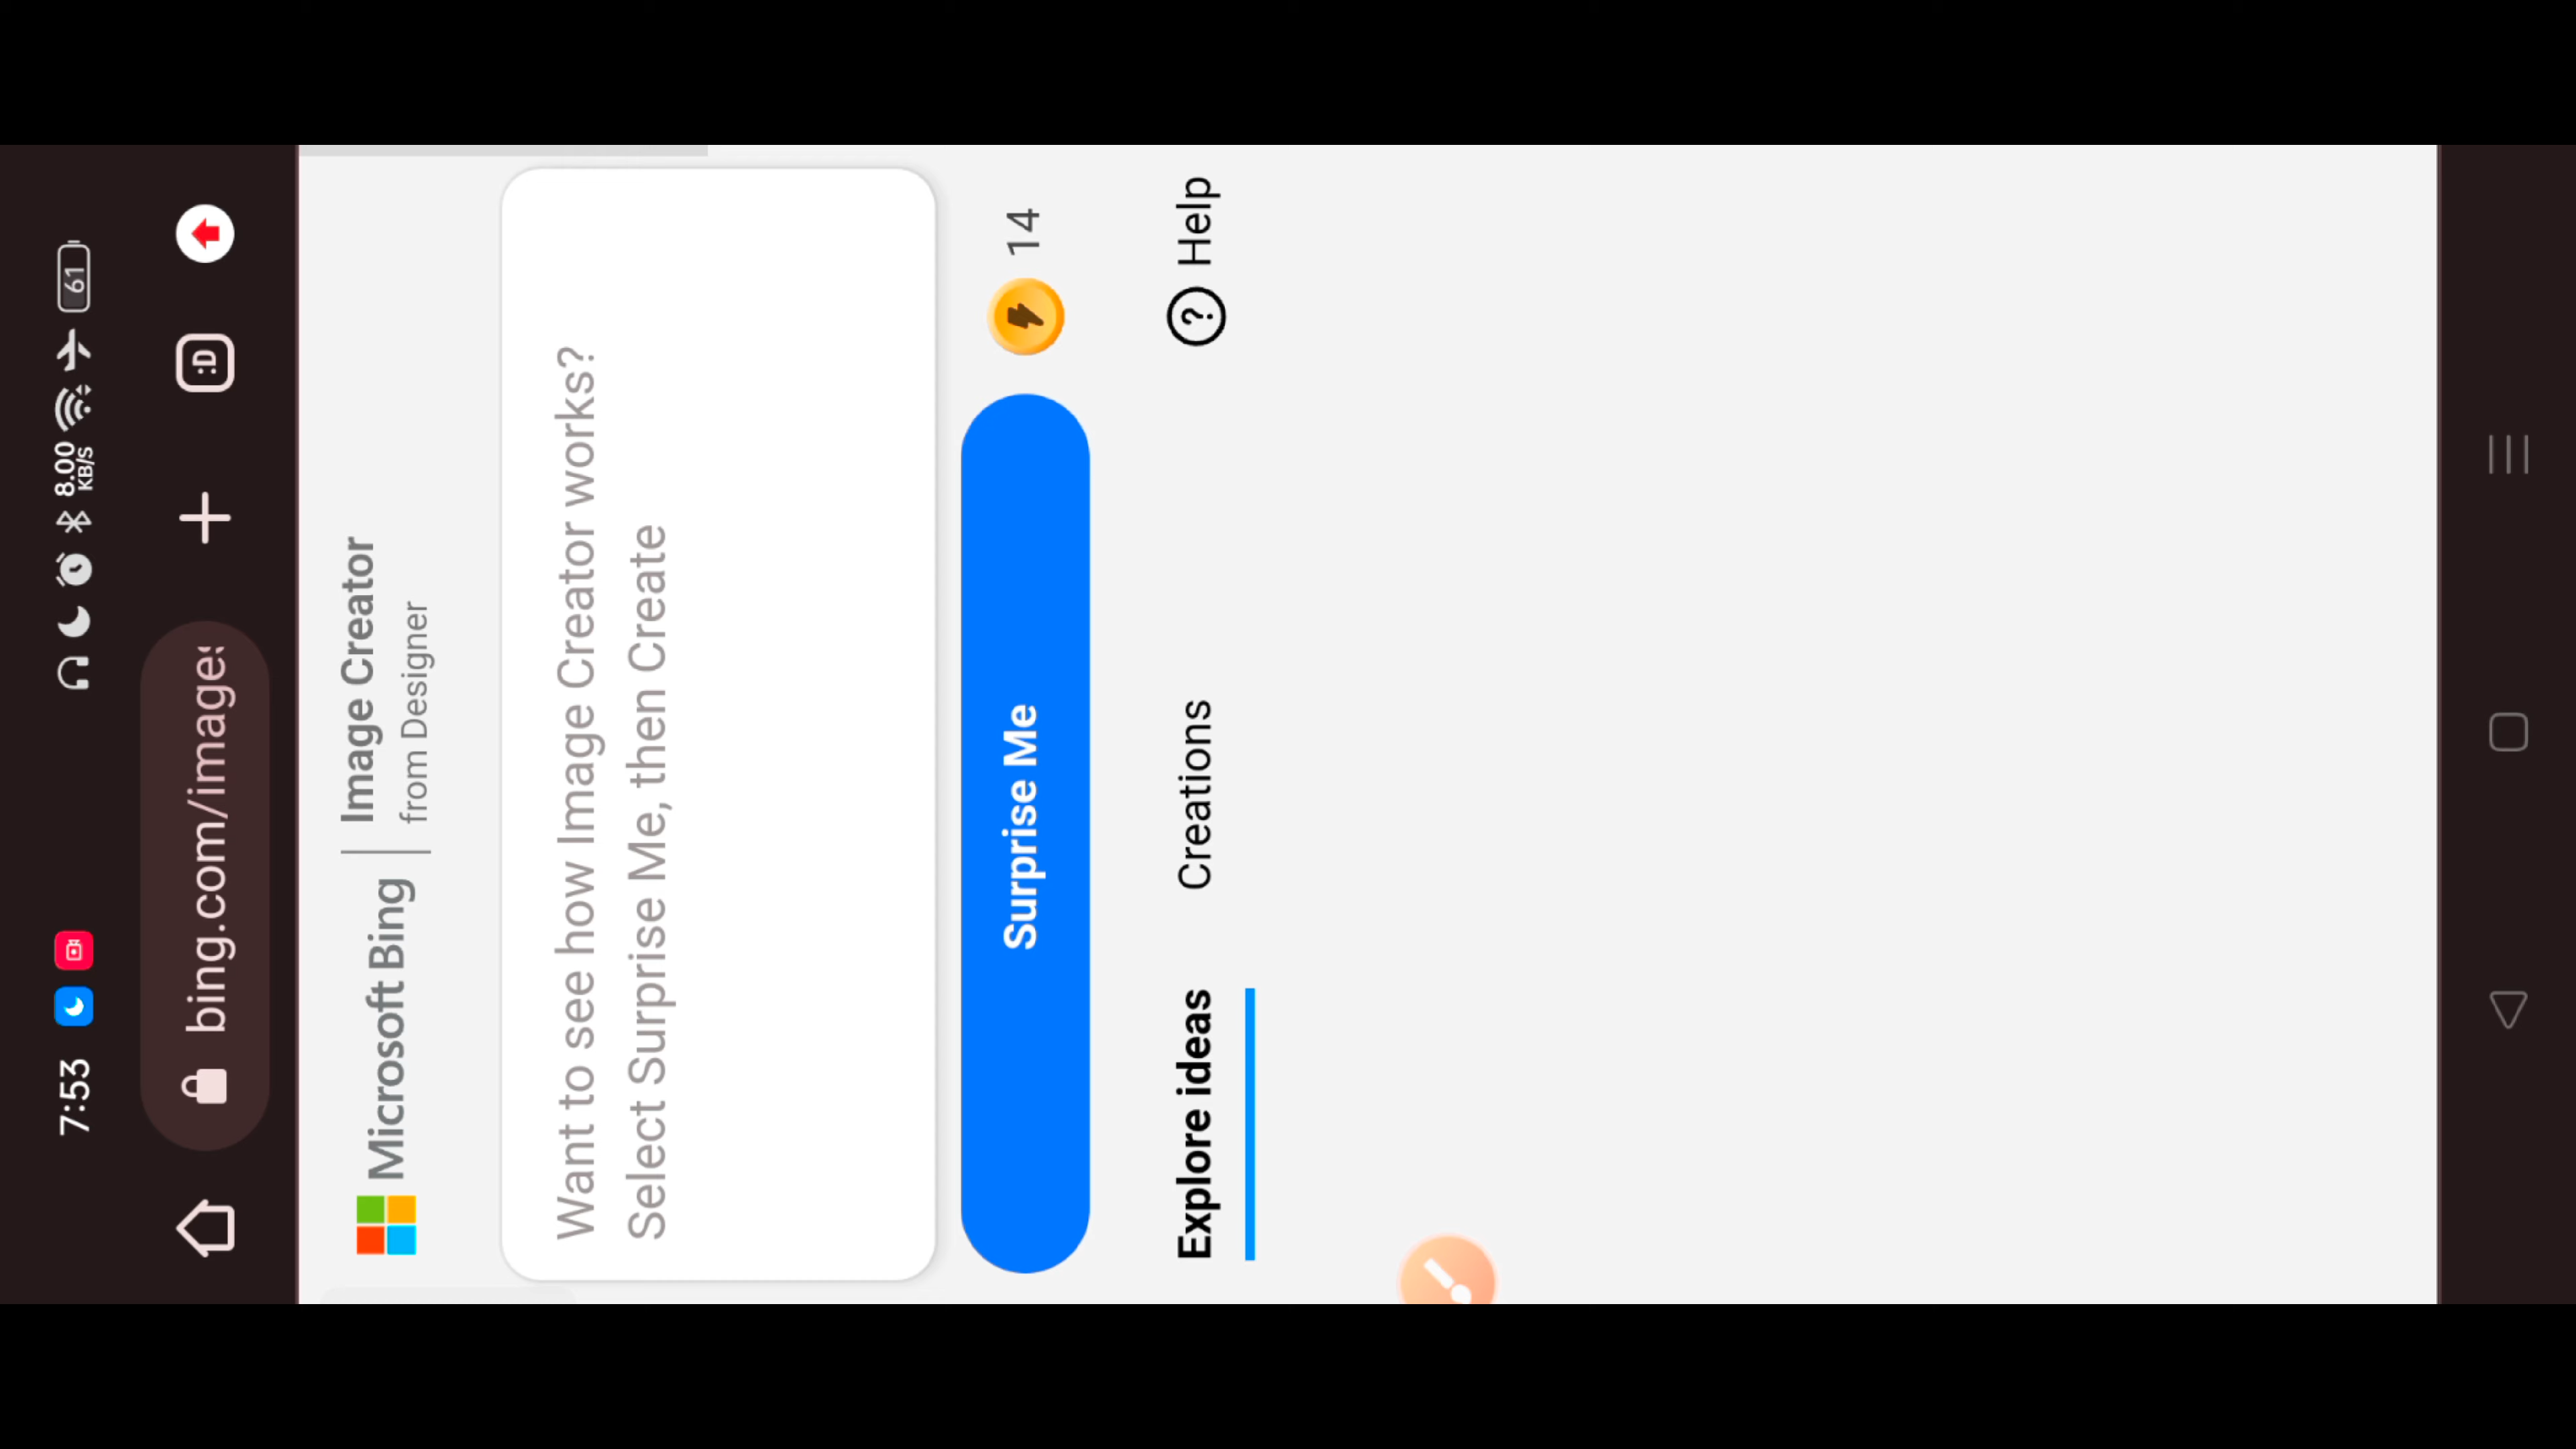 7:53 8.00 KB/S 61
bing.com/image
:D
Microsoft Bing
Image Creator
from Designer
Want to see how Image Creator works?
Select Surprise Me, then Create
Surprise Me 14
Explore ideas Creations Help